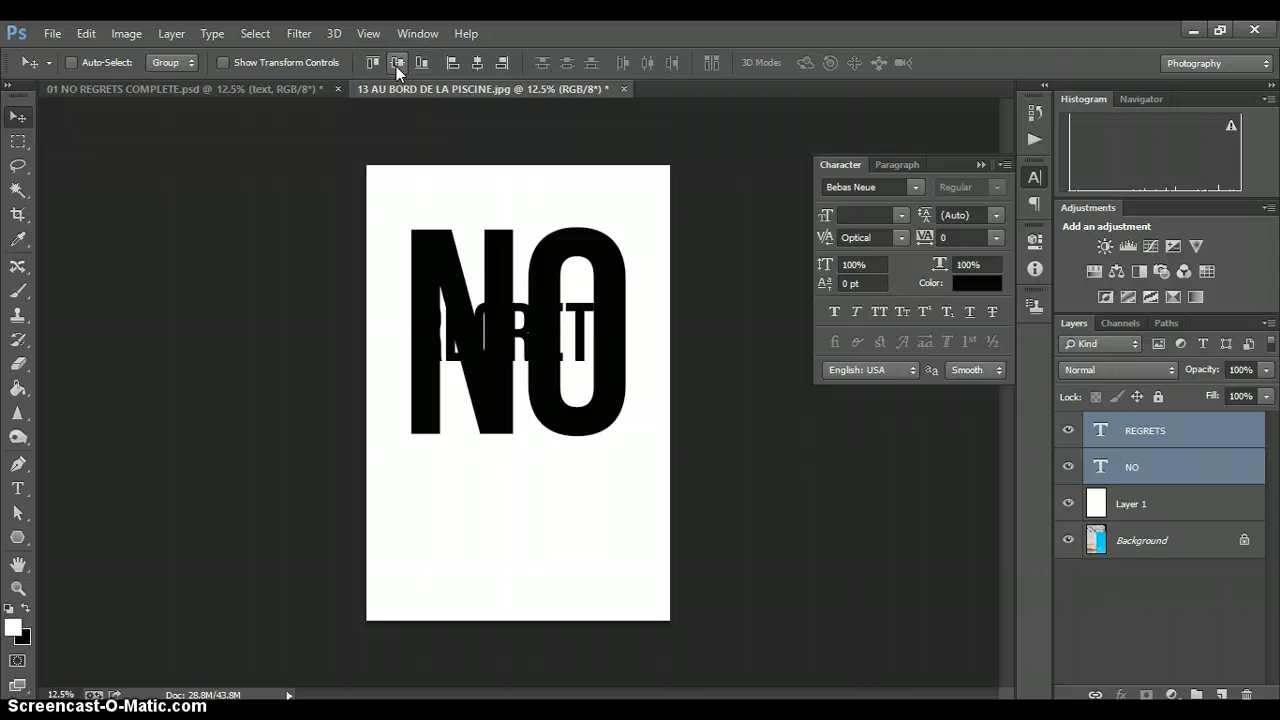 Ps File Edit Image Layer Type Select Filter 3D View Window Help
Auto-Select: Group Show Transform Controls 3D Mode: Photography
01 NO REGRETS COMPLETE.psd @ 12.5% (text, RGB/8*) * × 13 AU BORD DE LA PISCINE.jpg @ 12.5% (RGB/8*) * ×
Histogram Navigator
Character Paragraph
Bebas Neue Regular
(Auto)
Optical 0
100% 100%
0 pt Color:
English: USA Smooth
Adjustments
Add an adjustment
Layers Channels Paths
Kind
Normal Opacity: 100%
Lock: Fill: 100%
REGRETS
NO
Layer 1
Background
NO
12.5% Doc: 28.8M/43.8M
Screencast-O-Matic.com